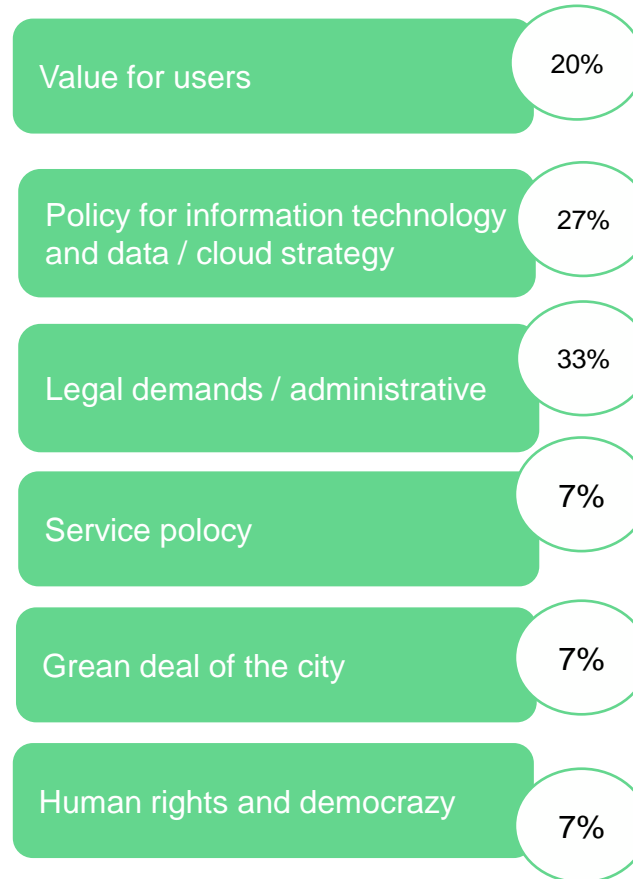 Value for users
20%
Policy for information technology
and data / cloud strategy
27%
Legal demands / administrative
33%
Service polocy
7%
Grean deal of the city
7%
Human rights and democrazy
7%